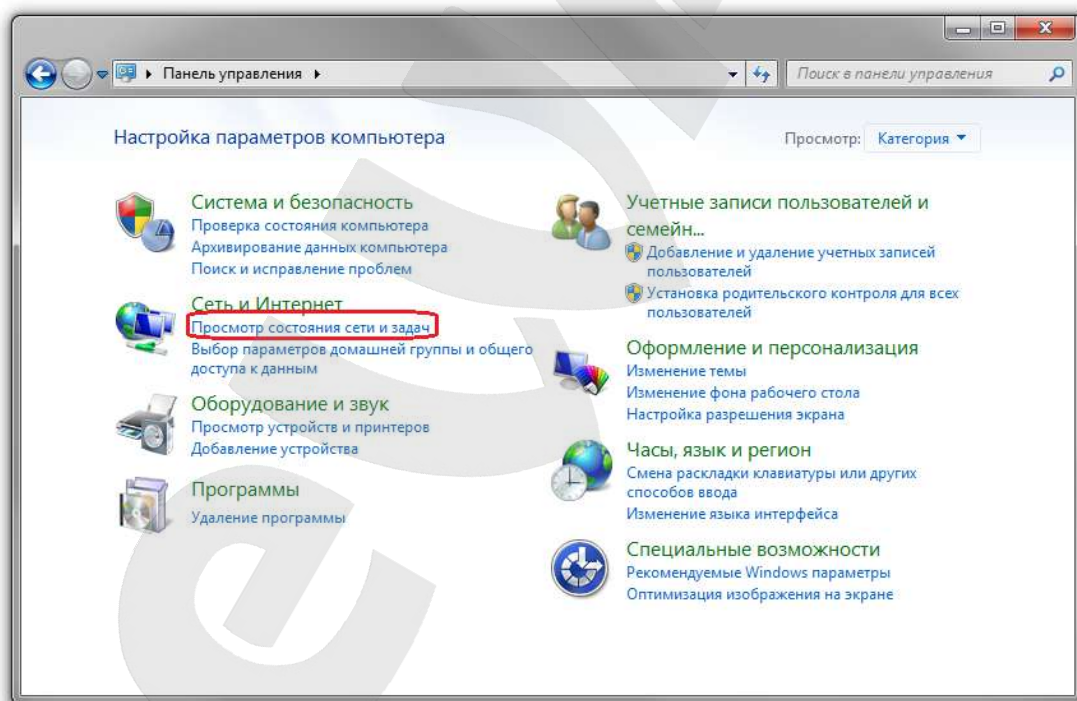 Панель управления
Поиск в панели управления
Настройка параметров компьютера
Просмотр: Категория
Система и безопасность
Проверка состояния компьютера
Архивирование данных компьютера
Поиск и исправление проблем
Сеть и Интернет
Просмотр состояния сети и задач
Выбор параметров домашней группы и общего
доступа к данным
Оборудование и звук
Просмотр устройств и принтеров
Добавление устройства
Программы
Удаление программы
Учетные записи пользователей и
семейн...
Добавление и удаление учетных записей
пользователей
Установка родительского контроля для всех
пользователей
Оформление и персонализация
Изменение темы
Изменение фона рабочего стола
Настройка разрешения экрана
Часы, язык и регион
Смена раскладки клавиатуры или других
способов ввода
Изменение языка интерфейса
Специальные возможности
Рекомендуемые Windows параметры
Оптимизация изображения на экране